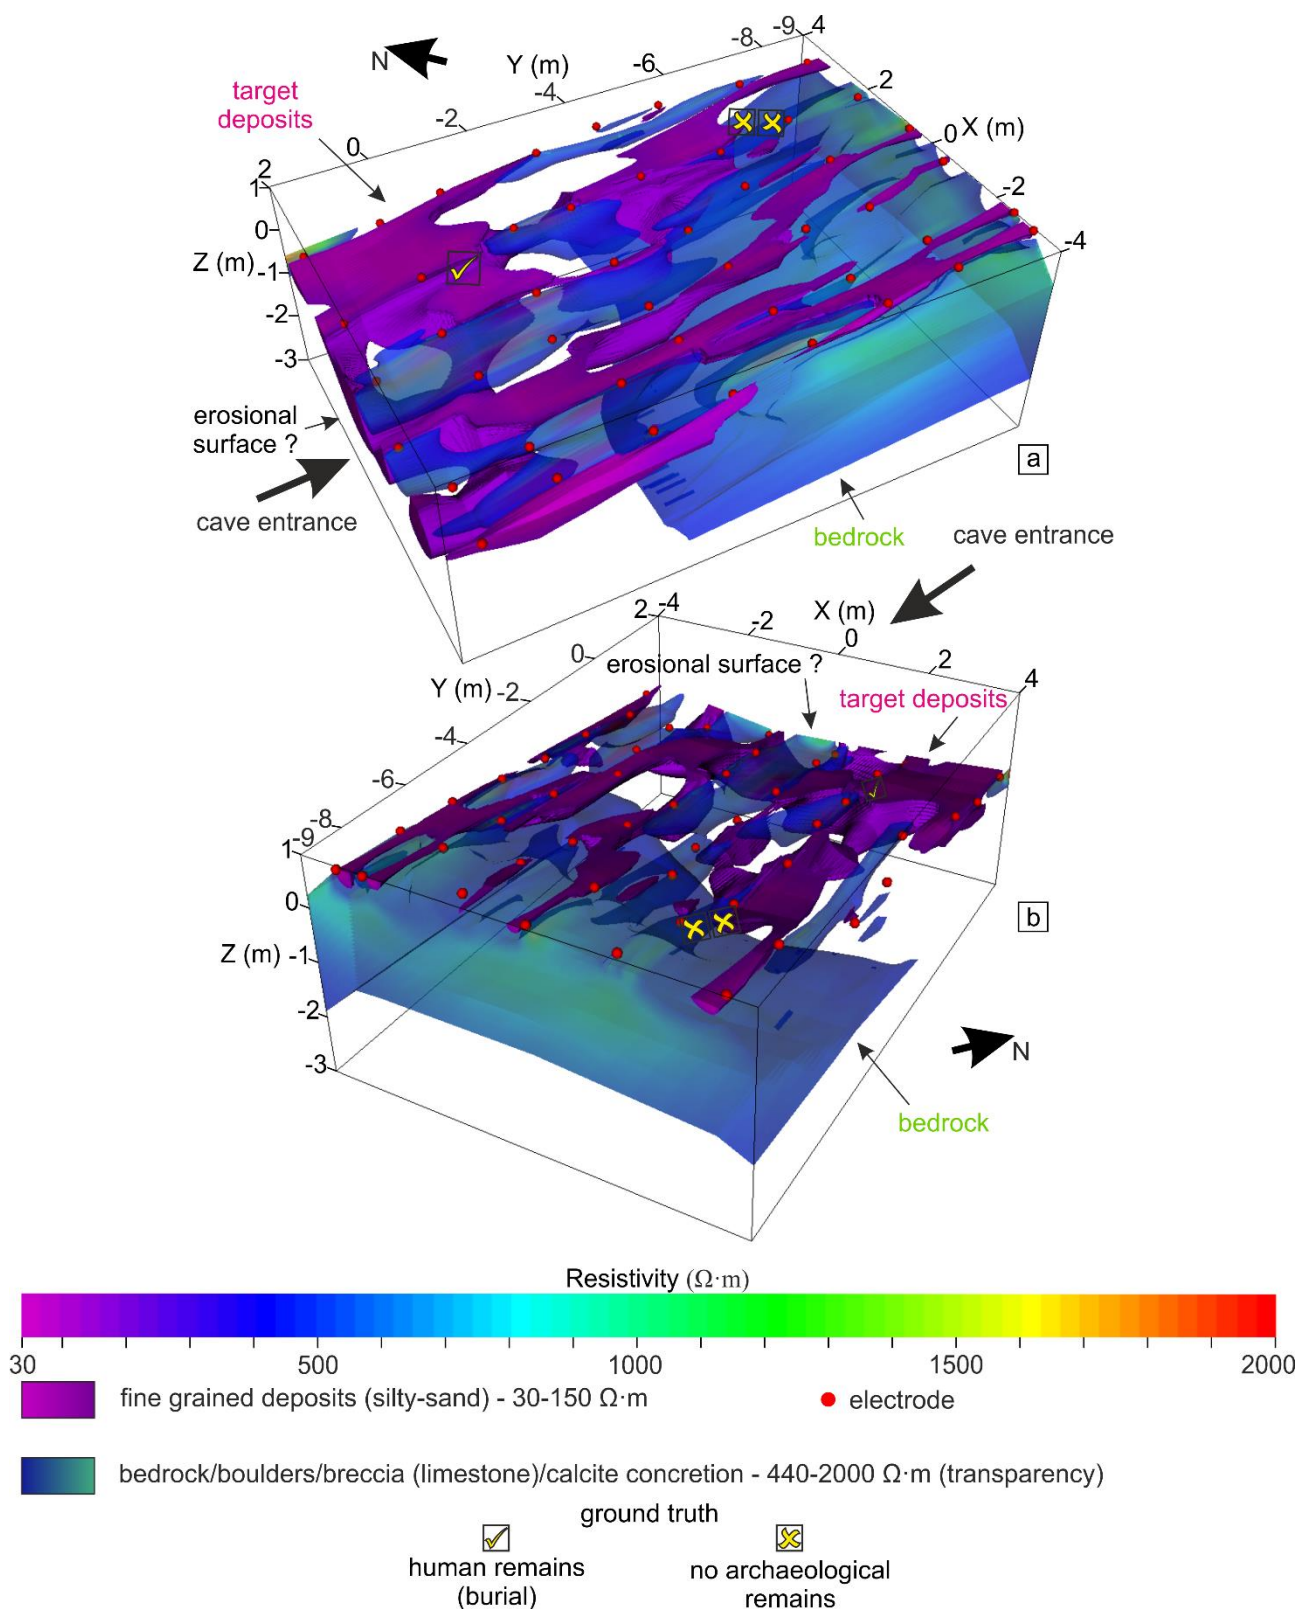 -9 4
-8
N
Y (m)
-6
2
target
deposits
-4
-2
0
X (m)
0
2
-2
1
0
-4
Z (m)
-1
-2
-3
erosional
surface ?
a
cave entrance
bedrock
cave entrance
2 -4
X (m)
-2
0
0
erosional surface ?
2
4
Y (m)
-2
target deposits
-4
-6
-8
1 -9
0
b
Z (m) -1
-2
N
-3
bedrock
Resistivity (Ω·m)
30 500 1000 1500 2000
fine grained deposits (silty-sand) - 30-150 Ω·m
electrode
bedrock/boulders/breccia (limestone)/calcite concretion - 440-2000 Ω·m (transparency)
ground truth
human remains
(burial)
no archaeological
remains